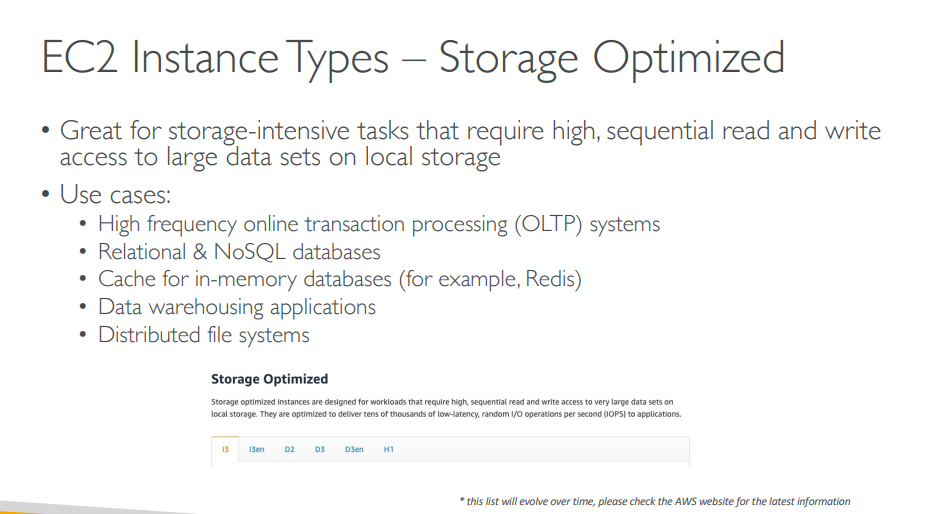 EC2 Instance Types – Storage Optimized
• Great for storage-intensive tasks that require high, sequential read and write
access to large data sets on local storage
• Use cases:
• High frequency online transaction processing (OLTP) systems
• Relational & NoSQL databases
• Cache for in-memory databases (for example, Redis)
• Data warehousing applications
• Distributed file systems
Storage Optimized
Storage optimized instances are designed for workloads that require high, sequential read and write access to very large data sets on
local storage. They are optimized to deliver tens of thousands of low-latency, random I/O operations per second (IOPS) to applications.
I3 I3en D2 D3 D3en H1
* this list will evolve over time, please check the AWS website for the latest information